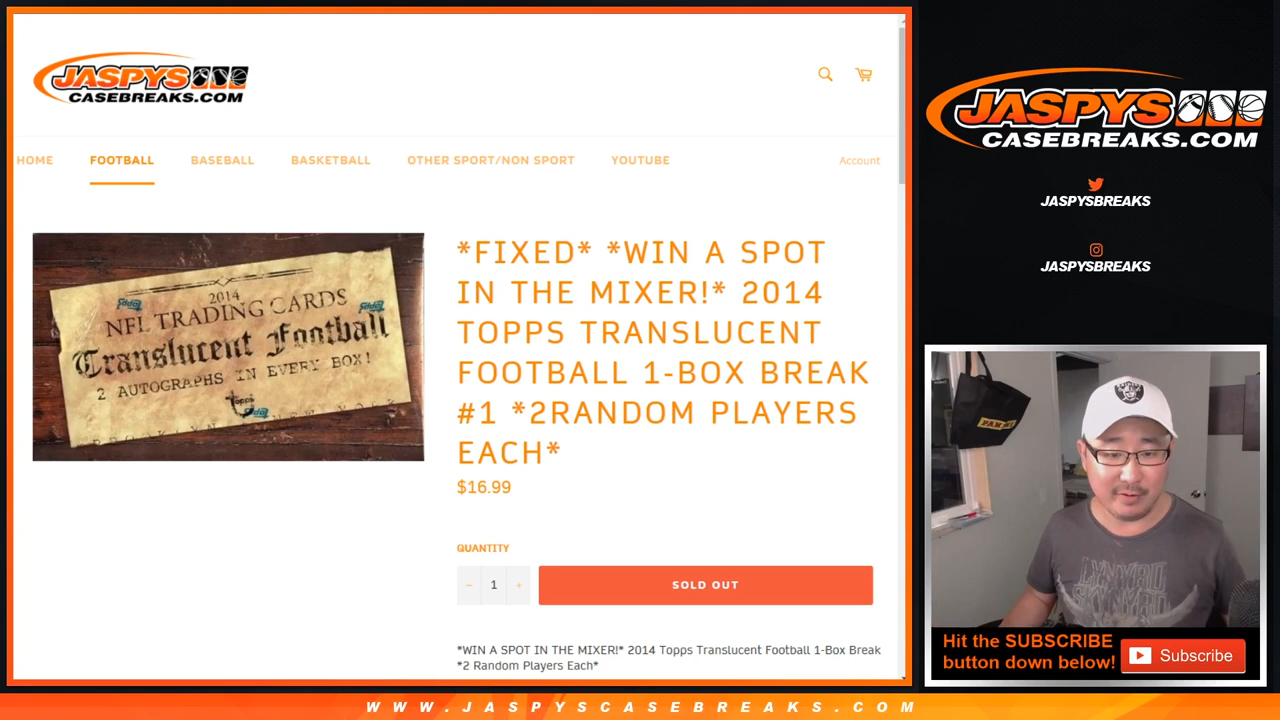 JASPYS
CASEBREAKS.COM
HOME
FOOTBALL
BASEBALL
BASKETBALL
OTHER SPORT/NON SPORT
YOUTUBE
Account
2014
NFL TRADING CARDS
Translucent Football
2 AUTOGRAPHS IN EVERY BOX!
Topps
*FIXED* *WIN A SPOT
IN THE MIXER!* 2014
TOPPS TRANSLUCENT
FOOTBALL 1-BOX BREAK
#1 *2RANDOM PLAYERS
EACH*
$16.99
QUANTITY
− 1 +
SOLD OUT
*WIN A SPOT IN THE MIXER!* 2014 Topps Translucent Football 1-Box Break
*2 Random Players Each*
JASPYS
CASEBREAKS.COM
JASPYSBREAKS
JASPYSBREAKS
PANINI
LYNYRD
SKYNYRD
Hit the SUBSCRIBE
button down below!
Subscribe
WWW.JASPYSCASEBREAKS.COM